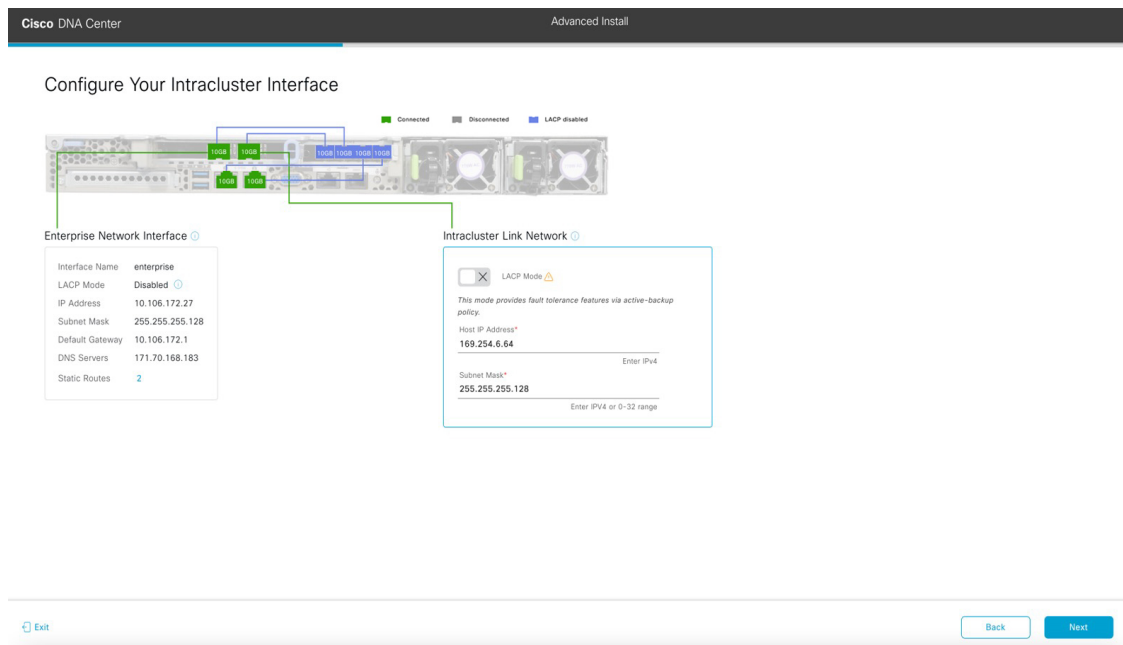 Cisco DNA Center
Advanced Install
Configure Your Intracluster Interface
Connected Disconnected LACP disabled
10GB 10GB 10GB 10GB 10GB 10GB
10GB 10GB
Enterprise Network Interface
Interface Name enterprise
LACP Mode Disabled
IP Address 10.106.172.27
Subnet Mask 255.255.255.128
Default Gateway 10.106.172.1
DNS Servers 171.70.168.183
Static Routes 2
Intracluster Link Network
LACP Mode
This mode provides fault tolerance features via active-backup
policy.
Host IP Address*
169.254.6.64
Enter IPv4
Subnet Mask*
255.255.255.128
Enter IPV4 or 0-32 range
Exit
Back
Next